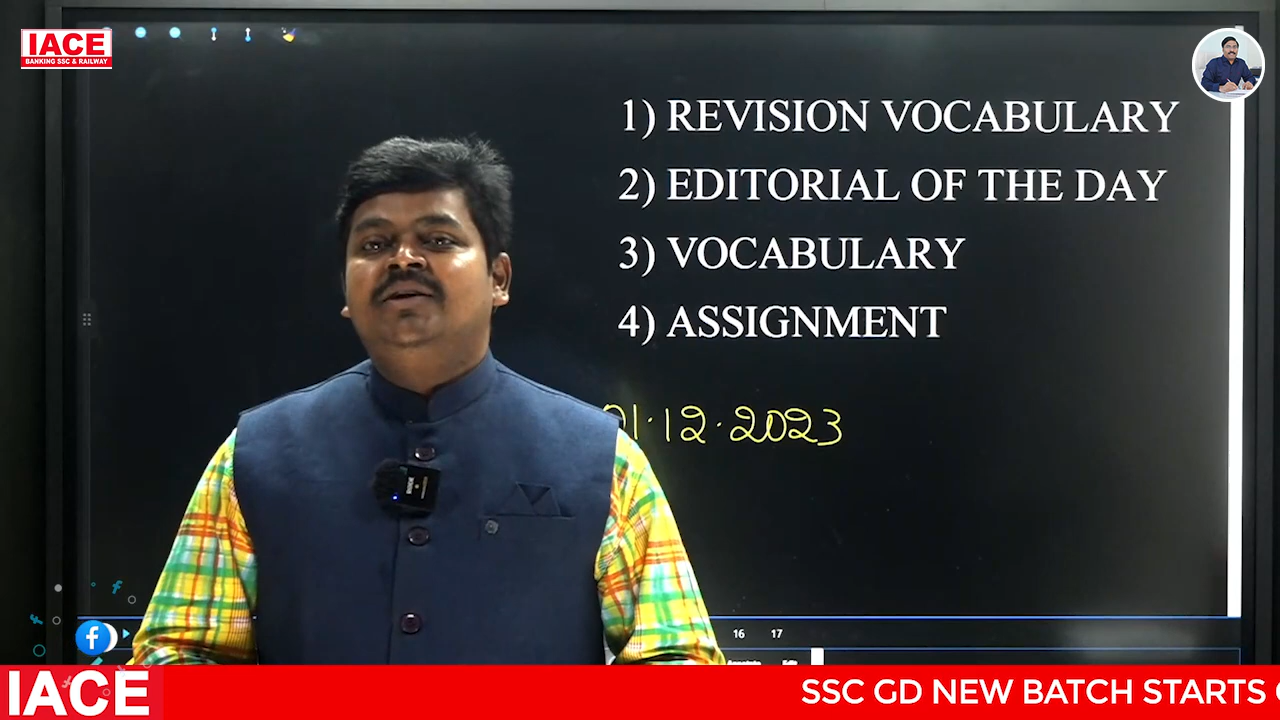 IACE
BANKING SSC & RAILWAY
1) REVISION VOCABULARY
2) EDITORIAL OF THE DAY
3) VOCABULARY
4) ASSIGNMENT
01.12.2023
16 17
IACE
SSC GD NEW BATCH STARTS